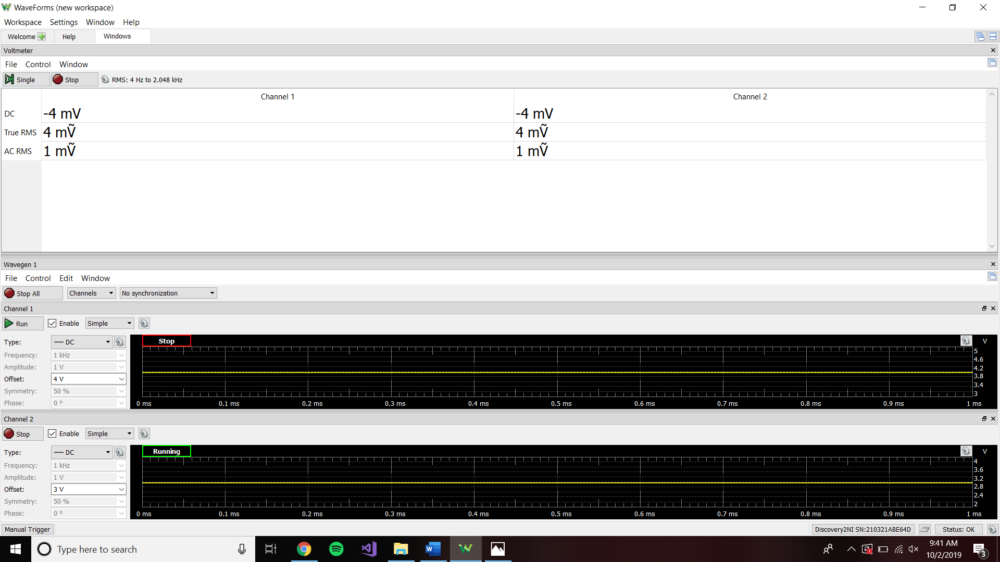 WaveForms (new workspace)
Workspace Settings Window Help
Welcome Help Windows
Voltmeter
File Control Window
Single Stop RMS: 4 Hz to 2.048 kHz
Channel 1 Channel 2
DC -4 mV -4 mV
True RMS 4 mṼ 4 mṼ
AC RMS 1 mṼ 1 mṼ
Wavegen 1
File Control Edit Window
Stop All Channels No synchronization
Channel 1
Run Enable Simple
Stop V
Type: DC
Frequency: 1 kHz
Amplitude: 1 V
Offset: 4 V
Symmetry: 50 %
Phase: 0 º
5
4.6
4.2
3.8
3.4
3
0 ms 0.1 ms 0.2 ms 0.3 ms 0.4 ms 0.5 ms 0.6 ms 0.7 ms 0.8 ms 0.9 ms 1 ms
Channel 2
Stop Enable Simple
Running V
Type: DC
Frequency: 1 kHz
Amplitude: 1 V
Offset: 3 V
Symmetry: 50 %
Phase: 0 º
4
3.6
3.2
2.8
2.4
2
0 ms 0.1 ms 0.2 ms 0.3 ms 0.4 ms 0.5 ms 0.6 ms 0.7 ms 0.8 ms 0.9 ms 1 ms
Manual Trigger Discovery2NI SN:210321ABE64D Status: OK
Type here to search 9:41 AM
10/2/2019 3